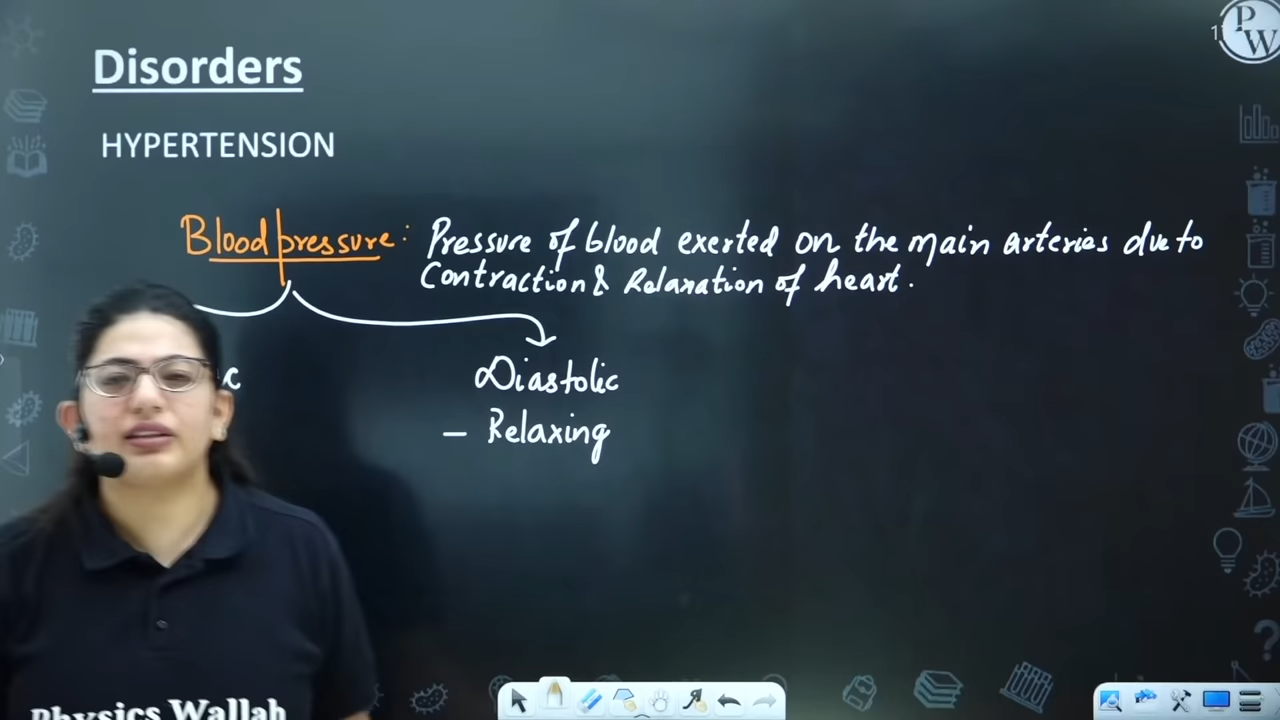 Disorders
HYPERTENSION
Blood pressure: Pressure of blood exerted on the main arteries due to
Contraction & Relaxation of heart.
c
Diastolic
– Relaxing
Physics Wallah
PW